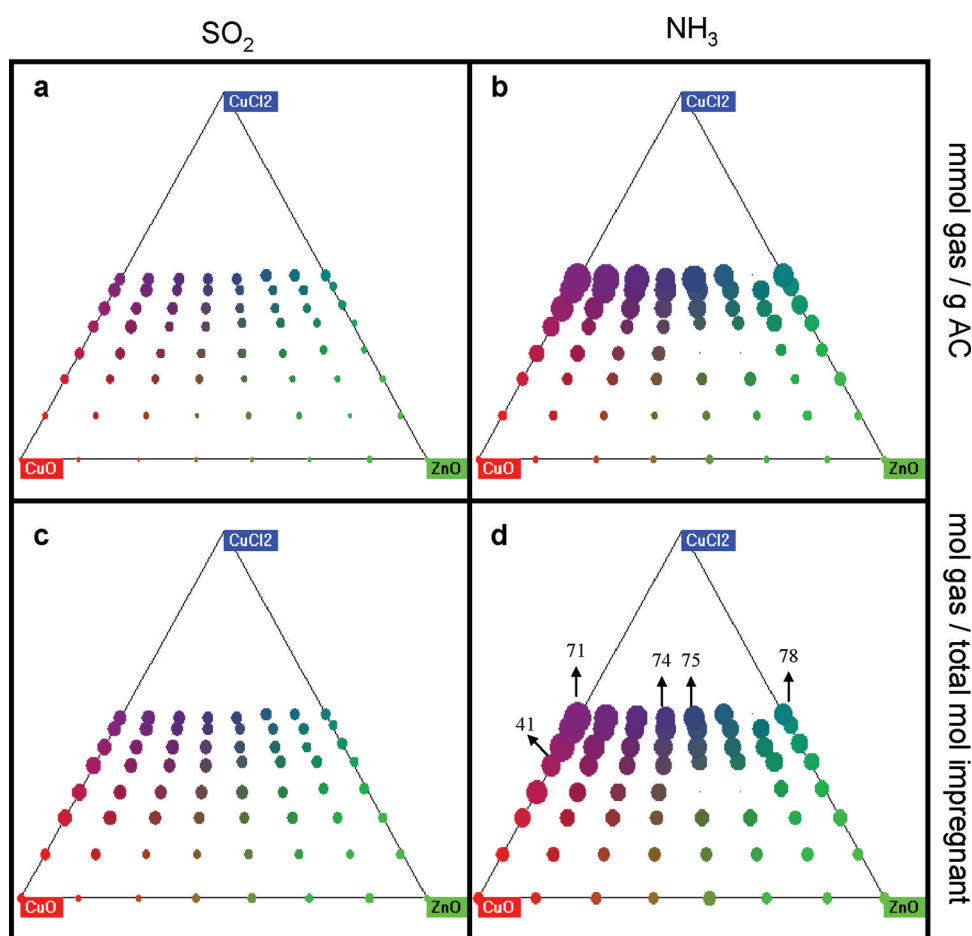 SO₂ NH₃
a
CuCl2
CuO
ZnO
b
CuCl2
CuO
ZnO
mmol gas / g AC
c
CuCl2
CuO
ZnO
d
CuCl2
71
74
75
78
41
CuO
ZnO
mol gas / total mol impregnant